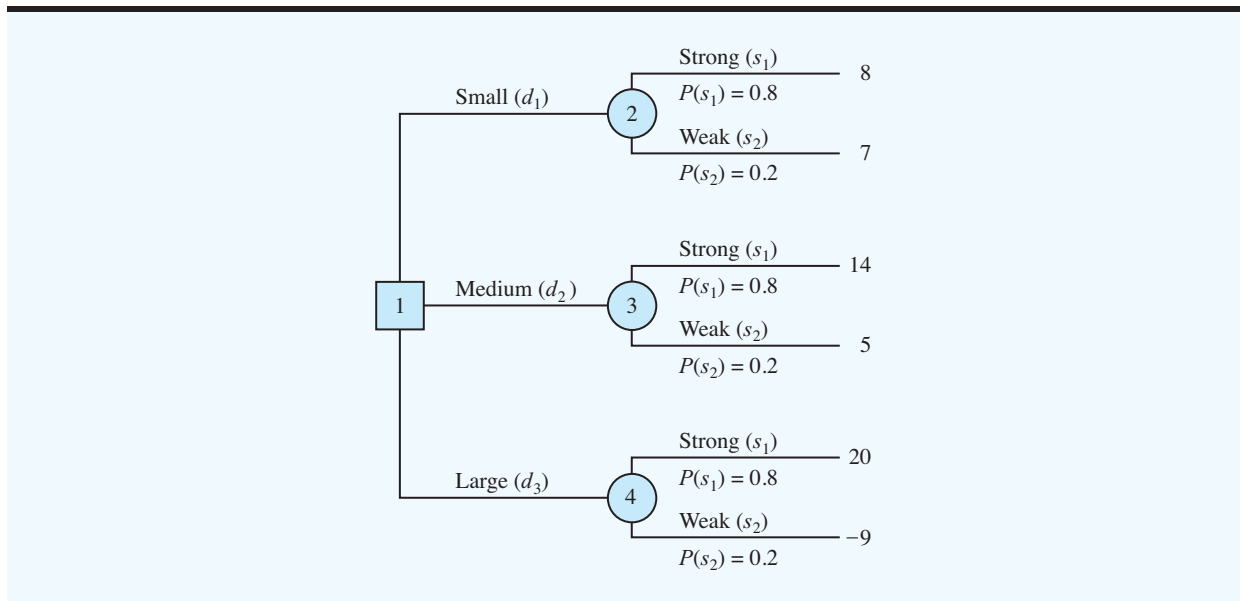 Strong (s₁)
8
Small (d₁)
P(s₁) = 0.8
2
Weak (s₂)
7
P(s₂) = 0.2
Strong (s₁)
14
Medium (d₂)
P(s₁) = 0.8
1
3
Weak (s₂)
5
P(s₂) = 0.2
Strong (s₁)
20
Large (d₃)
P(s₁) = 0.8
4
Weak (s₂)
−9
P(s₂) = 0.2